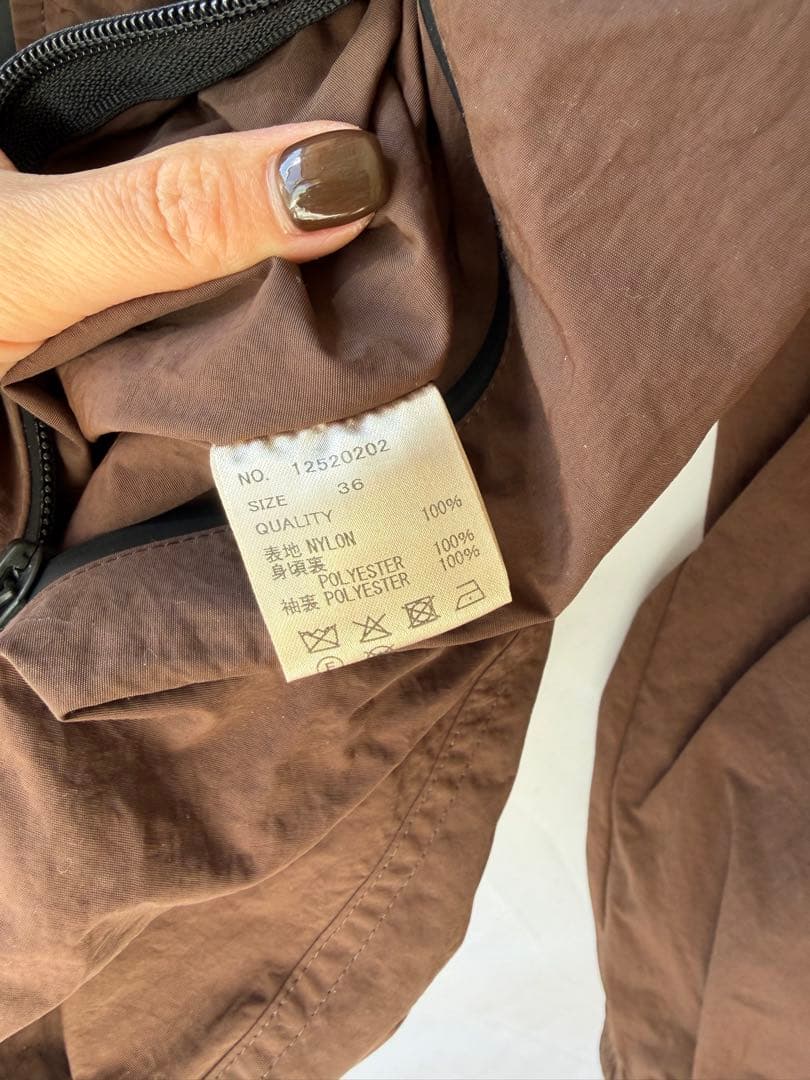 NO. 12520202
SIZE 36
QUALITY
表地 NYLON 100%
身頃裏
POLYESTER 100%
袖裏 POLYESTER 100%
F